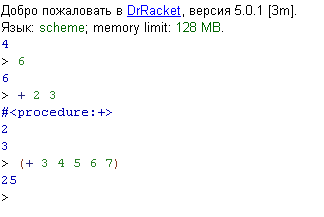 Добро пожаловать в DrRacket, версия 5.0.1 [3m].
Язык: scheme; memory limit: 128 MB.
4
> 6
6
> + 2 3
#<procedure:+>
2
3
> (+ 3 4 5 6 7)
25
>